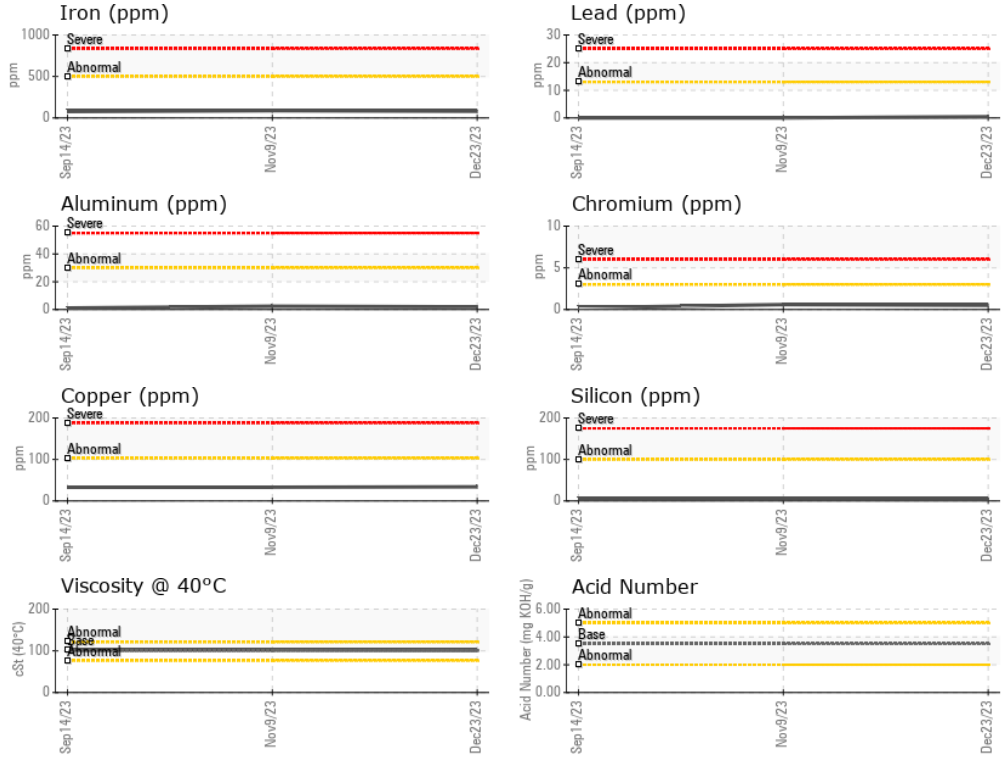 Iron (ppm)
1000
500
0
ppm
Severe
Abnormal
Sep14/23
Nov9/23
Dec23/23
Lead (ppm)
30
20
10
0
ppm
Severe
Abnormal
Sep14/23
Nov9/23
Dec23/23
Aluminum (ppm)
60
40
20
0
ppm
Severe
Abnormal
Sep14/23
Nov9/23
Dec23/23
Chromium (ppm)
10
5
0
ppm
Severe
Abnormal
Sep14/23
Nov9/23
Dec23/23
Copper (ppm)
200
100
0
ppm
Severe
Abnormal
Sep14/23
Nov9/23
Dec23/23
Silicon (ppm)
200
100
0
ppm
Severe
Abnormal
Sep14/23
Nov9/23
Dec23/23
Viscosity @ 40°C
200
100
0
cSt (40°C)
Abnormal
Base
Abnormal
Sep14/23
Nov9/23
Dec23/23
Acid Number
6.00
4.00
2.00
0.00
Acid Number (mg KOH/g)
Abnormal
Base
Abnormal
Sep14/23
Nov9/23
Dec23/23